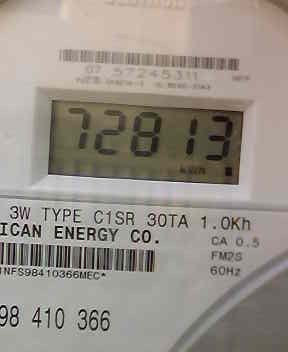 07 57245311
72813
kWh
3W TYPE C1SR 30TA 1.0Kh
ICAN ENERGY CO.
CA 0.5
FM2S
60Hz
NFS98410366MEC*
98 410 366